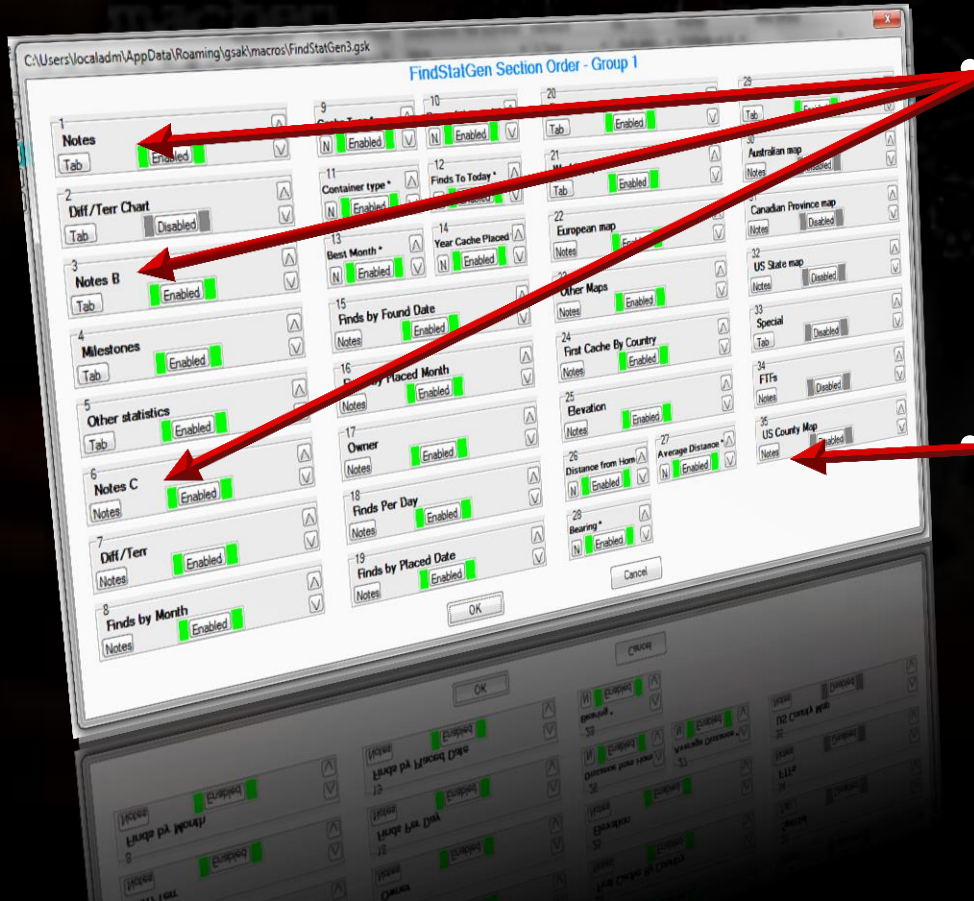 C:\Users\localadm\AppData\Roaming\gsak\macros\FindStatGen3.gsk
FindStatGen Section Order - Group 1
1
Notes
Tab
Enabled
2
Diff/Terr Chart
Tab
Disabled
3
Notes B
Tab
Enabled
4
Milestones
Tab
Enabled
5
Other statistics
Tab
Enabled
6
Notes C
Notes
Enabled
7
Diff/Terr
Notes
Enabled
8
Finds by Month
Notes
Enabled
9
N
Enabled
10
N
Enabled
11
Container type *
N
Enabled
12
Finds To Today *
Enabled
13
Best Month *
N
Enabled
14
Year Cache Placed
N
Enabled
15
Finds by Found Date
Notes
Enabled
16
Placed Month
Notes
Enabled
17
Owner
Notes
Enabled
18
Finds Per Day
Notes
Enabled
19
Finds by Placed Date
Notes
Enabled
20
Tab
Enabled
21
Tab
Enabled
22
European map
Notes
Other Maps
Notes
Enabled
24
First Cache By Country
Notes
Enabled
25
Elevation
Notes
Enabled
26
Distance from Hom
N
Enabled
27
Average Distance *
N
Enabled
28
Bearing *
N
Enabled
29
Tab
30
Australian map
Notes
Canadian Province map
Notes
Disabled
32
US State map
Notes
Disabled
33
Special
Tab
Disabled
34
FTFs
Notes
Disabled
35
US County Map
Notes
OK
Cancel